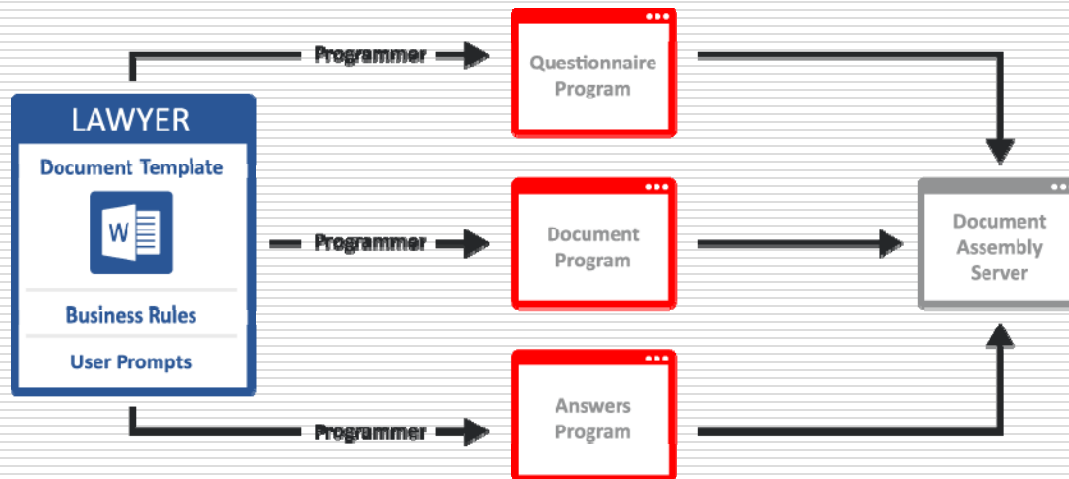 Programmer
Questionnaire
Program
LAWYER
Document Template
W
Business Rules
User Prompts
Programmer
Document
Program
Document
Assembly
Server
Programmer
Answers
Program